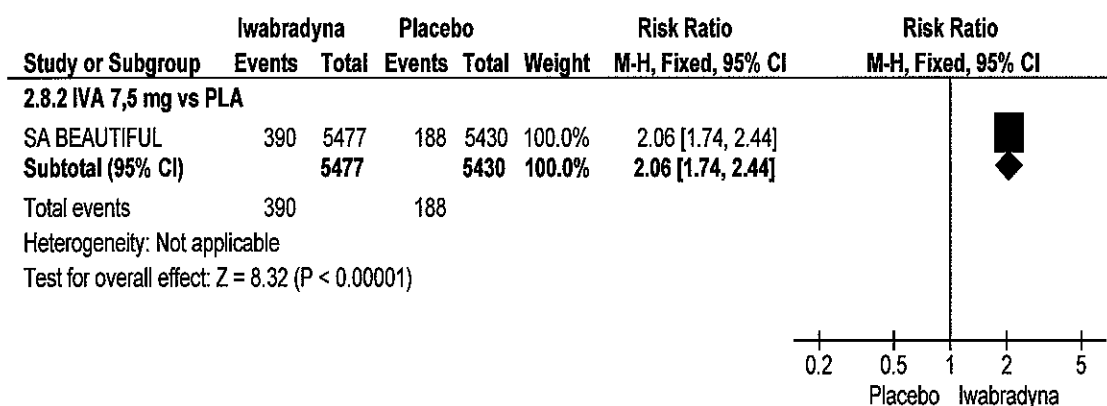 Iwabradyna Placebo Risk Ratio Risk Ratio
Study or Subgroup Events Total Events Total Weight M-H, Fixed, 95% CI M-H, Fixed, 95% CI
2.8.2 IVA 7,5 mg vs PLA
SA BEAUTIFUL 390 5477 188 5430 100.0% 2.06 [1.74, 2.44]
Subtotal (95% CI) 5477 5430 100.0% 2.06 [1.74, 2.44]
Total events 390 188
Heterogeneity: Not applicable
Test for overall effect: Z = 8.32 (P < 0.00001)
0.2 0.5 1 2 5
Placebo Iwabradyna